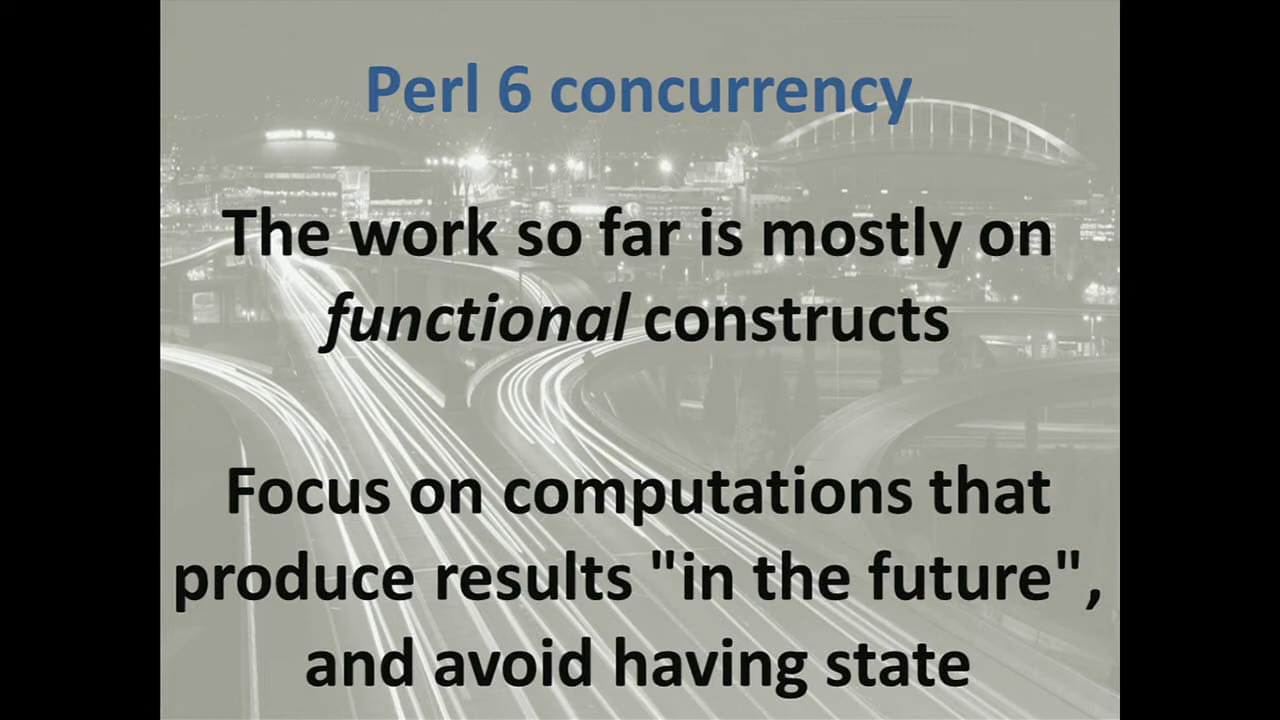 Perl 6 concurrency
The work so far is mostly on
functional constructs
Focus on computations that
produce results "in the future",
and avoid having state